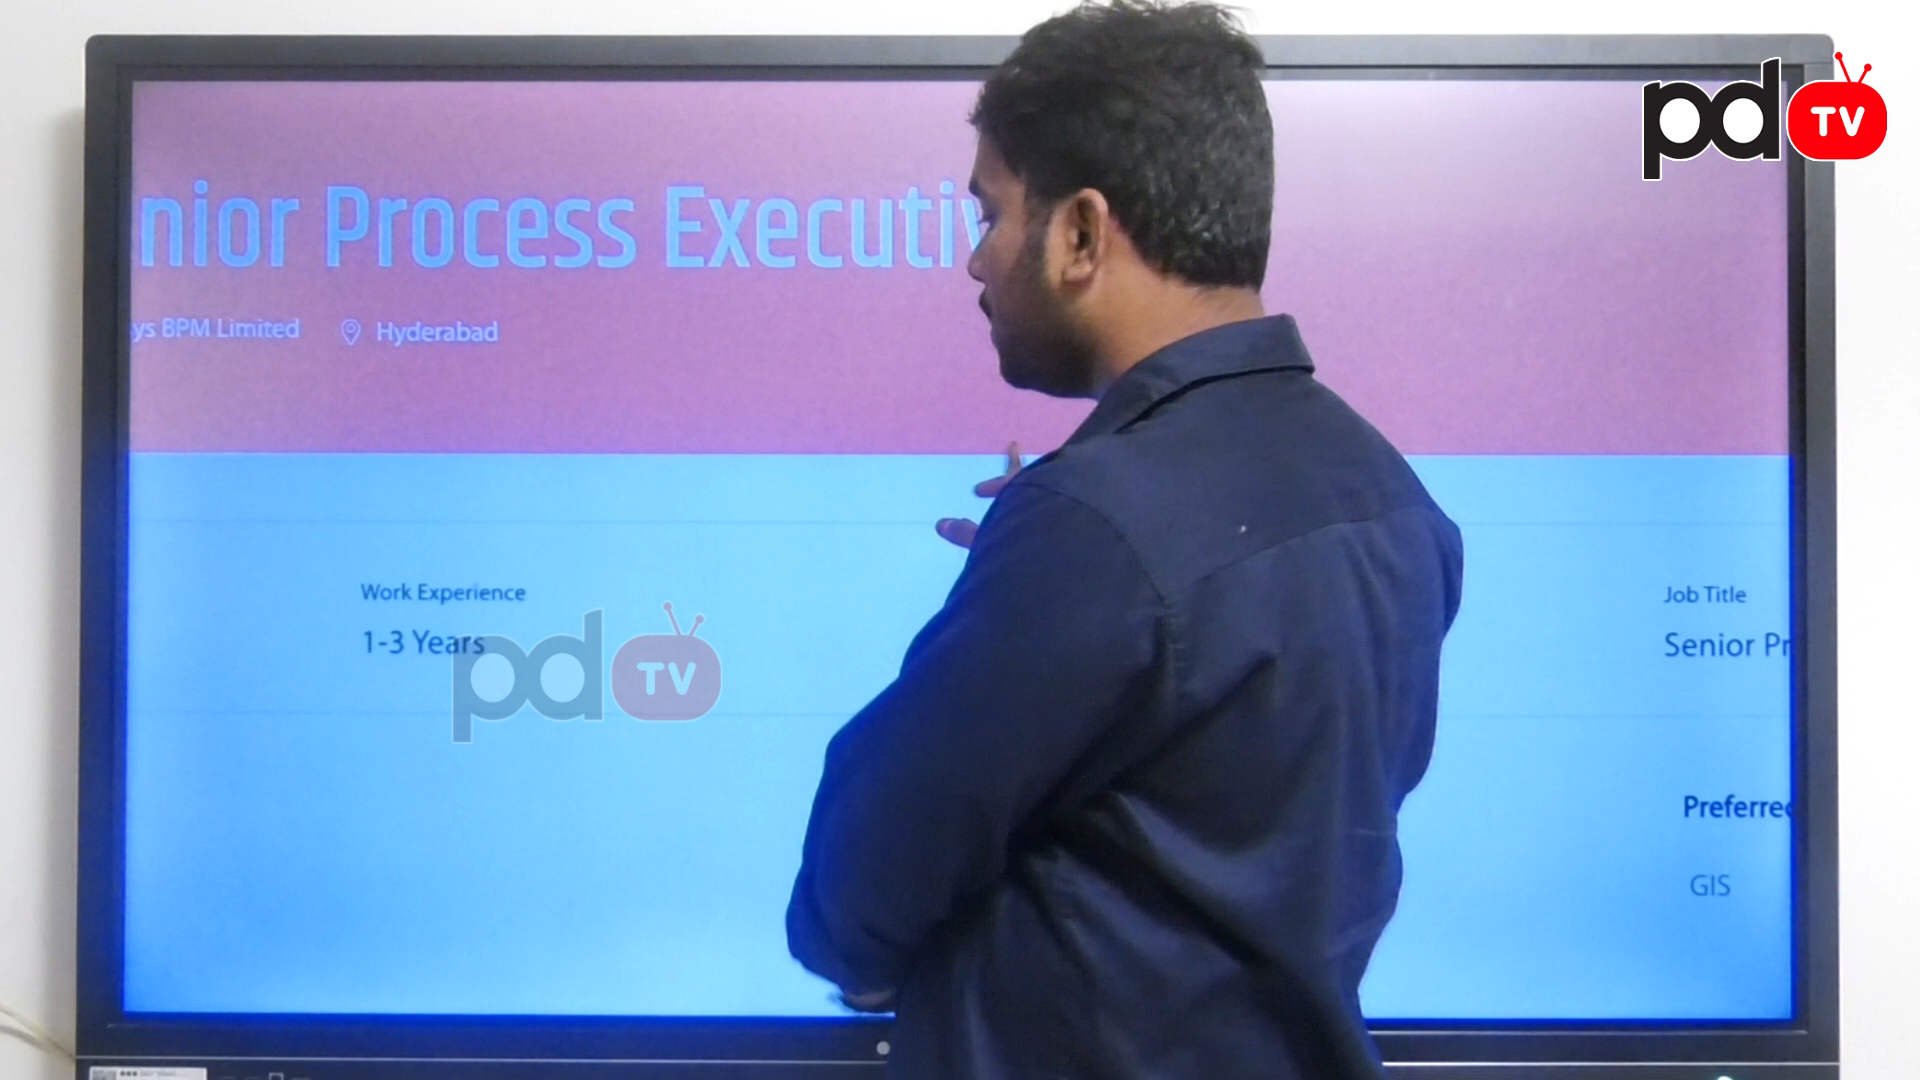 pd TV
nior Process Executiv
ys BPM Limited Hyderabad
Work Experience
1-3 Years
Job Title
Senior Pr
pd TV
Preferred
GIS